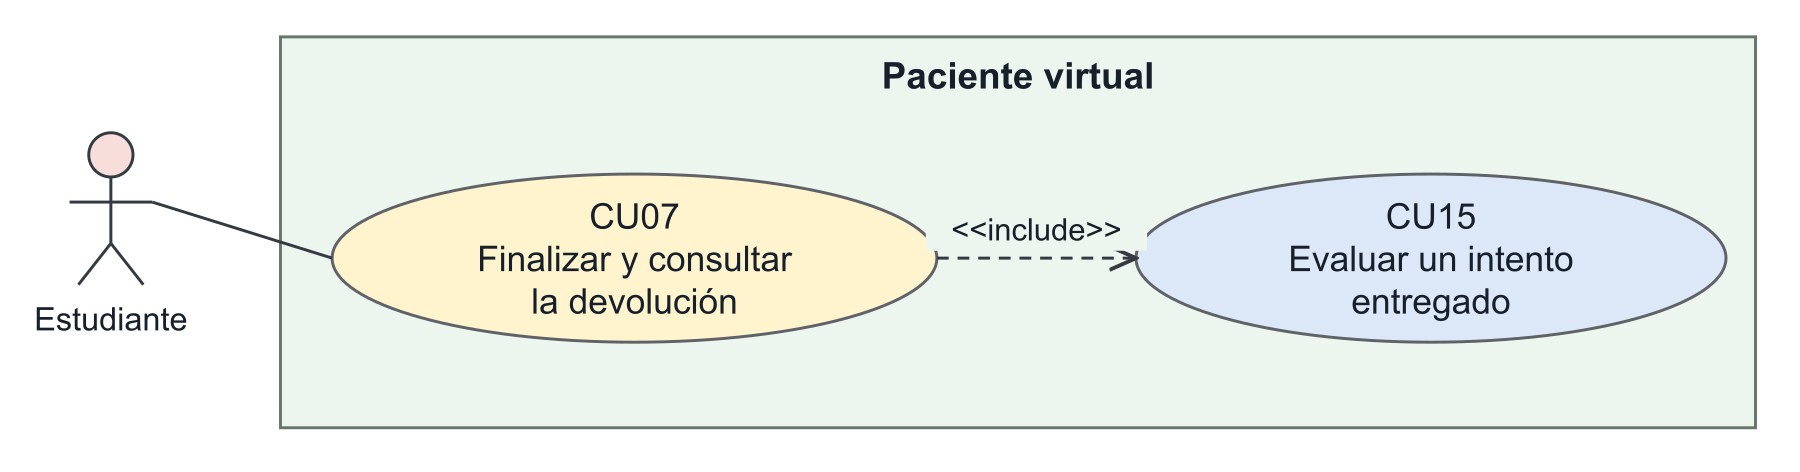 Paciente virtual
Estudiante
CU07
Finalizar y consultar
la devolución
<<include>>
CU15
Evaluar un intento
entregado